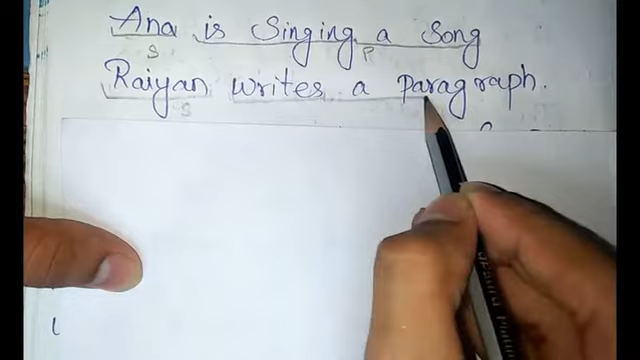 Ana is Singing a Song
S P
Raiyan writes a paragraph.
S